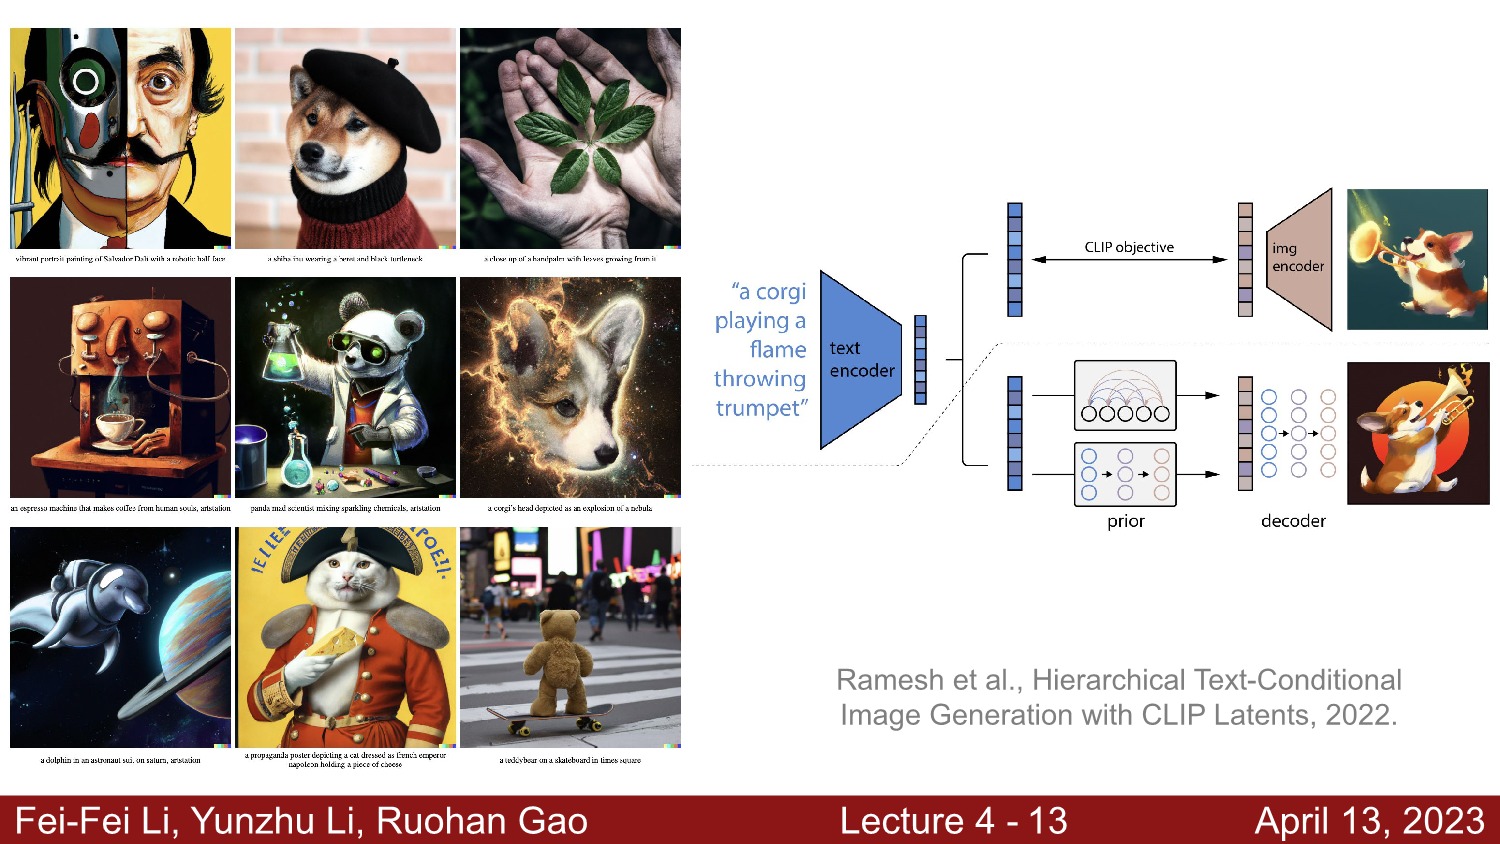 vibrant portrait painting of Salvador Dalí with a robotic half face
a shiba inu wearing a beret and black turtleneck
a close up of a handpalm with leaves growing from it
an espresso machine that makes coffee from human souls, artstation
panda mad scientist mixing sparkling chemicals, artstation
a corgi's head depicted as an explosion of a nebula
a dolphin in an astronaut suit on saturn, artstation
a propaganda poster depicting a cat dressed as french emperor
napoleon holding a piece of cheese
a teddybear on a skateboard in times square
“a corgi
playing a
flame
throwing
trumpet”
text
encoder
CLIP objective
img
encoder
prior
decoder
Ramesh et al., Hierarchical Text-Conditional
Image Generation with CLIP Latents, 2022.
Fei-Fei Li, Yunzhu Li, Ruohan Gao
Lecture 4 - 13
April 13, 2023